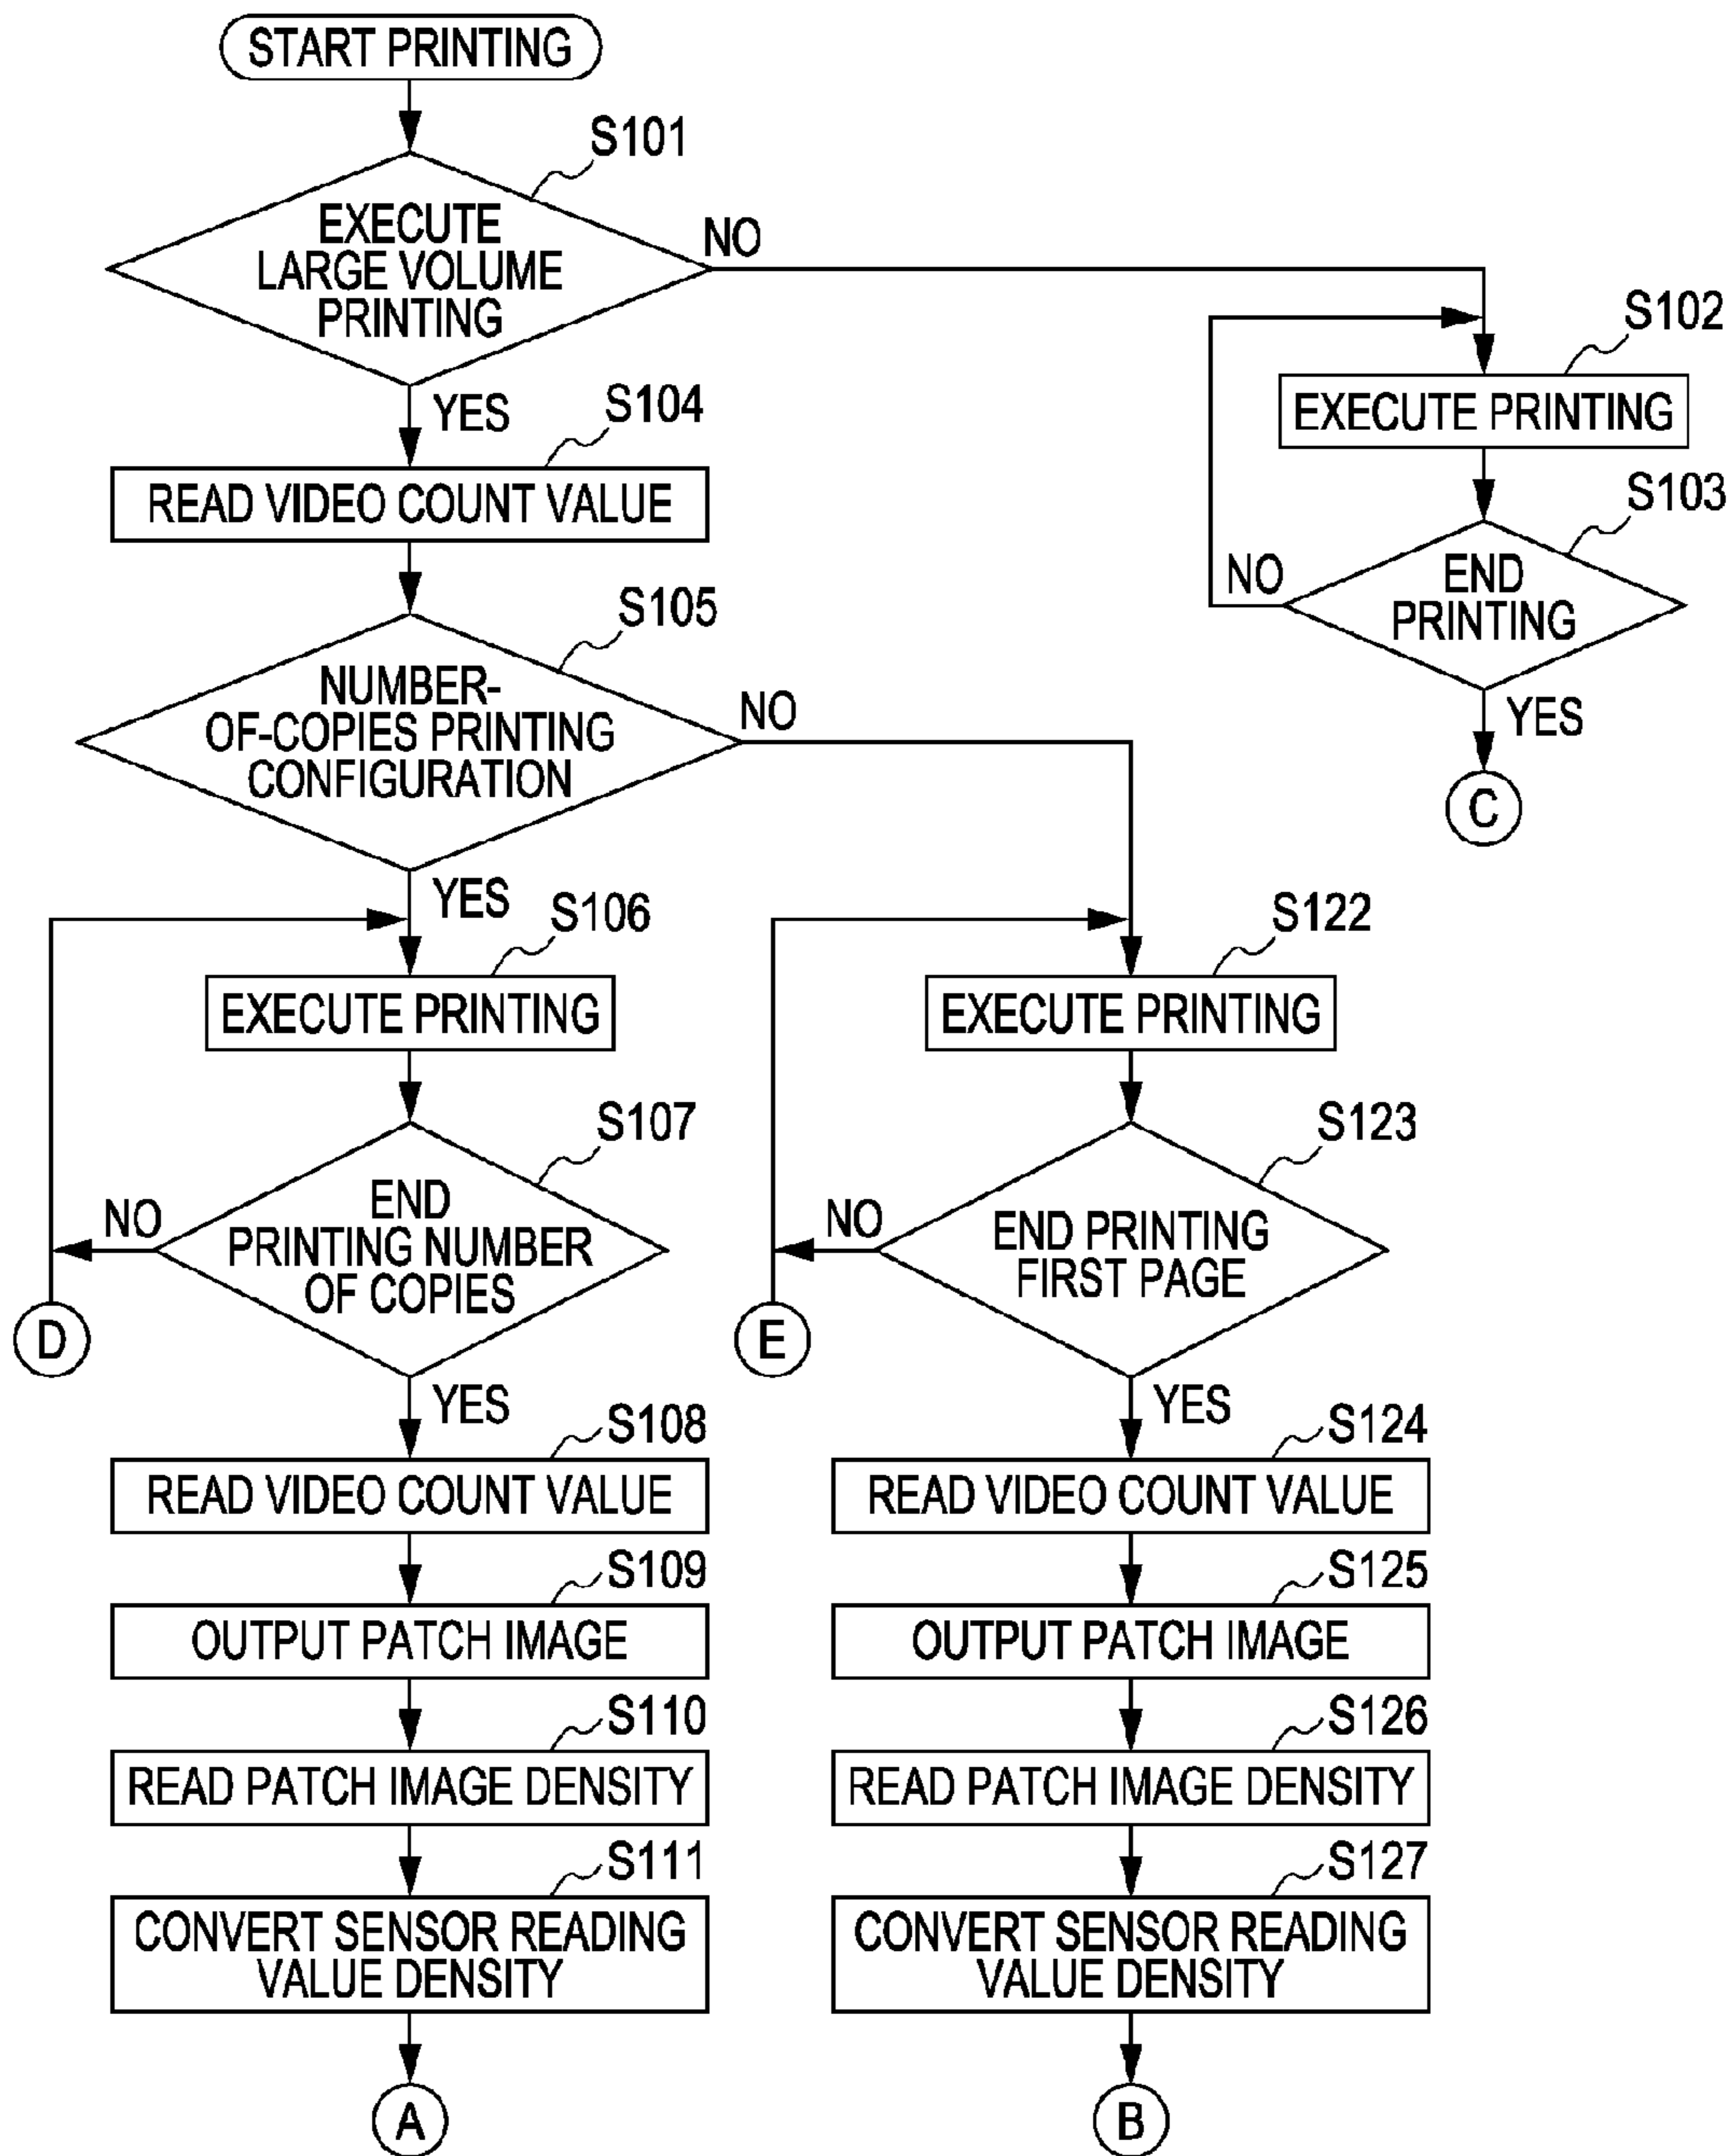 START PRINTING
S101
EXECUTE
LARGE VOLUME
PRINTING
NO
YES
S102
EXECUTE PRINTING
S103
END
PRINTING
NO
YES
C
S104
READ VIDEO COUNT VALUE
S105
NUMBER-
OF-COPIES PRINTING
CONFIGURATION
NO
YES
S106
EXECUTE PRINTING
S107
END
PRINTING NUMBER
OF COPIES
NO
D
YES
S108
READ VIDEO COUNT VALUE
S109
OUTPUT PATCH IMAGE
S110
READ PATCH IMAGE DENSITY
S111
CONVERT SENSOR READING
VALUE DENSITY
A
S122
EXECUTE PRINTING
S123
END PRINTING
FIRST PAGE
NO
E
YES
S124
READ VIDEO COUNT VALUE
S125
OUTPUT PATCH IMAGE
S126
READ PATCH IMAGE DENSITY
S127
CONVERT SENSOR READING
VALUE DENSITY
B